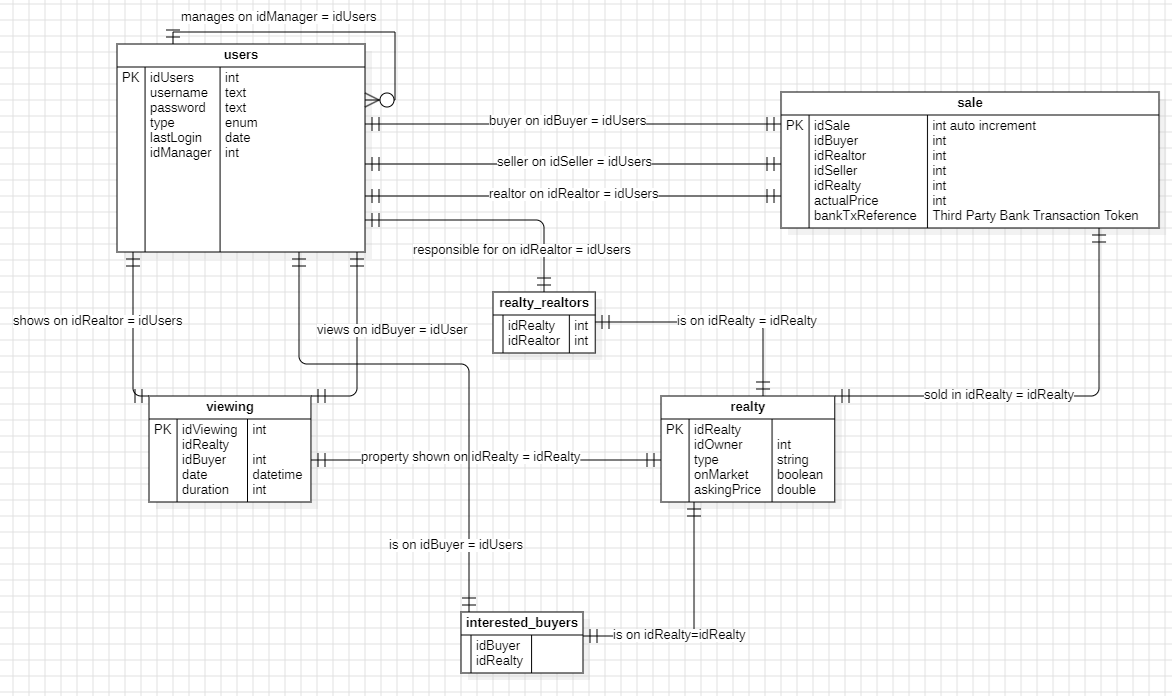 manages on idManager = idUsers
users
PK idUsers int
username text
password text
type enum
lastLogin date
idManager int
sale
PK idSale int auto increment
idBuyer int
idRealtor int
idSeller int
idRealty int
actualPrice int
bankTxReference Third Party Bank Transaction Token
buyer on idBuyer = idUsers
seller on idSeller = idUsers
realtor on idRealtor = idUsers
responsible for on idRealtor = idUsers
realty_realtors
idRealty int
idRealtor int
shows on idRealtor = idUsers
views on idBuyer = idUser
is on idRealty = idRealty
sold in idRealty = idRealty
viewing
PK idViewing int
idRealty
idBuyer int
date datetime
duration int
property shown on idRealty = idRealty
realty
PK idRealty
idOwner int
type string
onMarket boolean
askingPrice double
is on idBuyer = idUsers
interested_buyers
idBuyer
idRealty
is on idRealty=idRealty